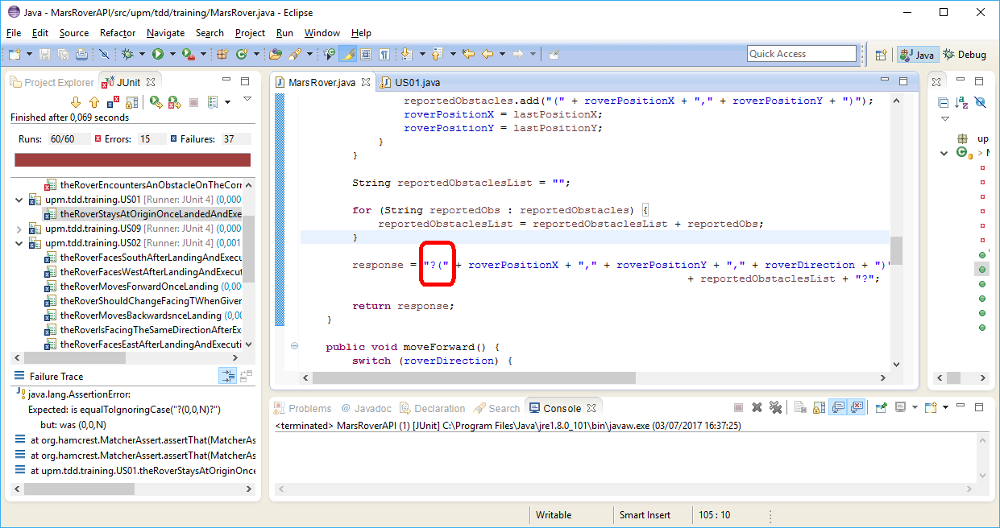 Java - MarsRoverAPI/src/upm/tdd/training/MarsRover.java - Eclipse
File Edit Source Refactor Navigate Search Project Run Window Help
Quick Access
Java
Debug
Project Explorer
JUnit
Finished after 0,069 seconds
Runs: 60/60
Errors: 15
Failures: 37
theRoverEncountersAnObstacleOnTheCorr
upm.tdd.training.US01 [Runner: JUnit 4] (0,000
theRoverStaysAtOriginOnceLandedAndExe
upm.tdd.training.US09 [Runner: JUnit 4] (0,000
upm.tdd.training.US02 [Runner: JUnit 4] (0,001
theRoverFacesSouthAfterLandingAndExecu
theRoverFacesWestAfterLandingAndExecut
theRoverMovesForwardOnceLanding (0,00
theRoverShouldChangeFacingTWhenGiver
theRoverMovesBackwardsnceLanding (0,0
theRoverIsFacingTheSameDirectionAfterEx
theRoverFacesEastAfterLandingAndExecuti
Failure Trace
java.lang.AssertionError:
Expected: is equalToIgnoringCase("?(0,0,N)?")
but: was (0,0,N)
at org.hamcrest.MatcherAssert.assertThat(MatcherAs
at org.hamcrest.MatcherAssert.assertThat(MatcherAs
at upm.tdd.training.US01.theRoverStaysAtOriginOnce
MarsRover.java
US01.java
reportedObstacles.add("(" + roverPositionX + "," + roverPositionY + ")");
roverPositionX = lastPositionX;
roverPositionY = lastPositionY;
}
}
String reportedObstaclesList = "";
for (String reportedObs : reportedObstacles) {
reportedObstaclesList = reportedObstaclesList + reportedObs;
}
response = "?(" + roverPositionX + "," + roverPositionY + "," + roverDirection + ")"
+ reportedObstaclesList + "?";
return response;
}
public void moveForward() {
switch (roverDirection) {
up
> M
Problems
@ Javadoc
Declaration
Search
Console
<terminated> MarsRoverAPI (1) [JUnit] C:\Program Files\Java\jre1.8.0_101\bin\javaw.exe (03/07/2017 16:37:25)
Writable
Smart Insert
105 : 10